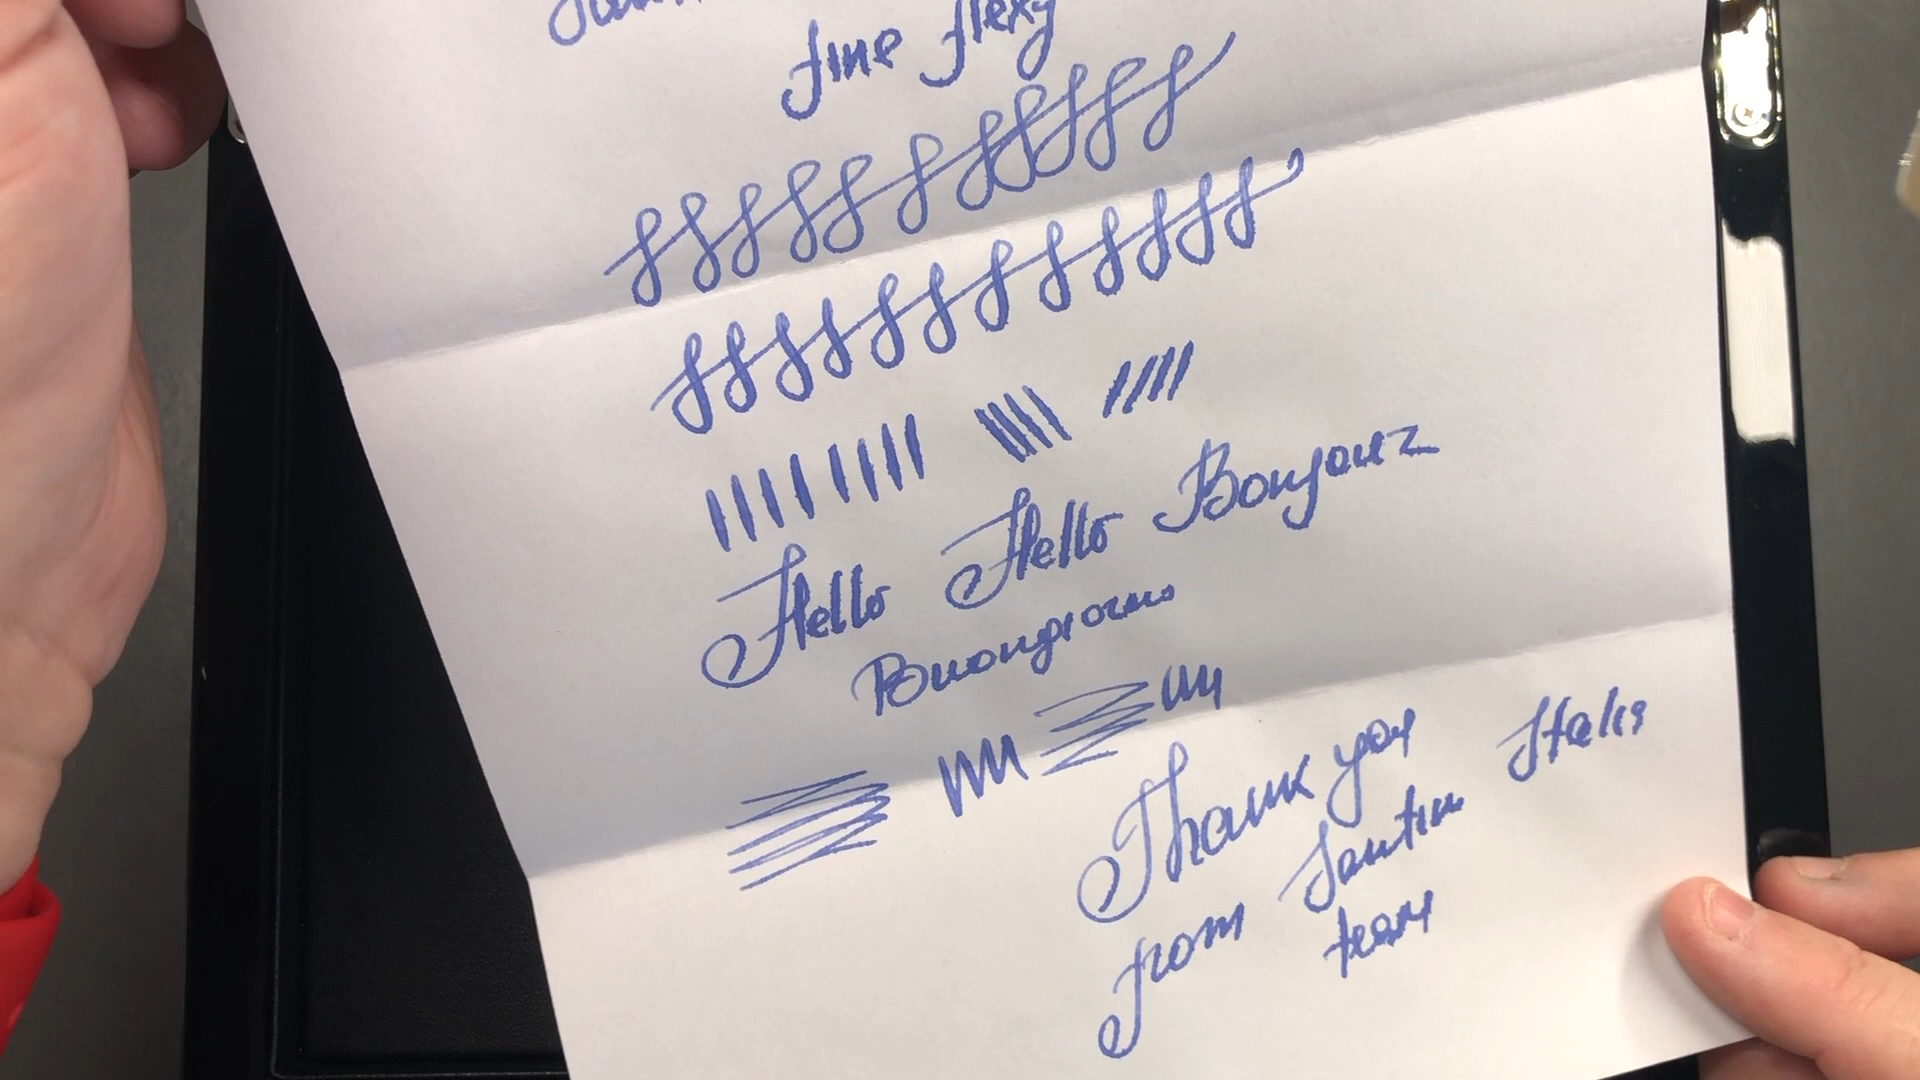 fine flexy
Hello Hello Bonjour
Buongiorno
Thank you
from Santini Italia
team